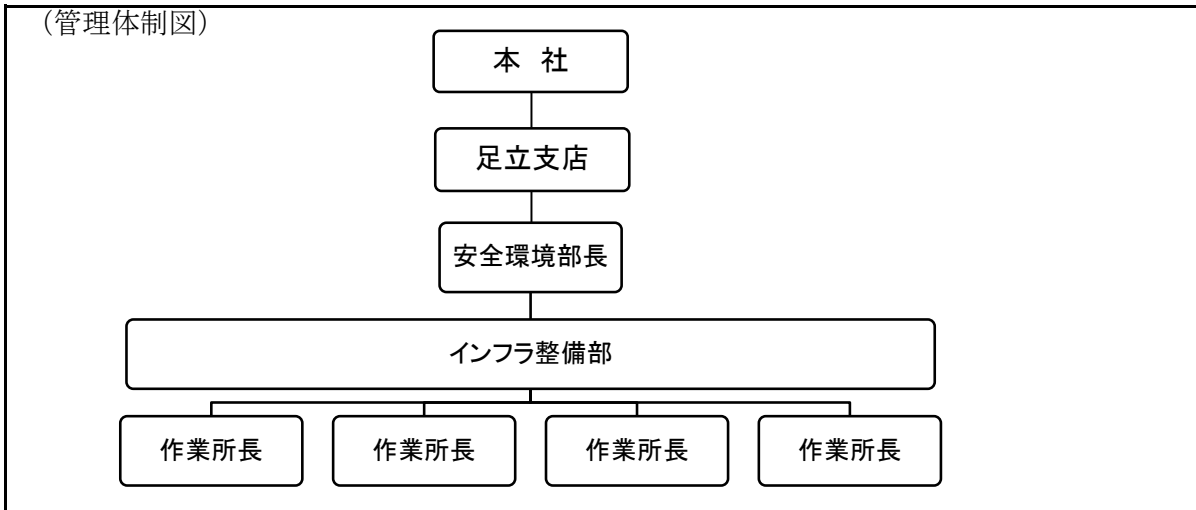 （管理体制図）
本　社
足立支店
安全環境部長
インフラ整備部
作業所長　作業所長　作業所長　作業所長